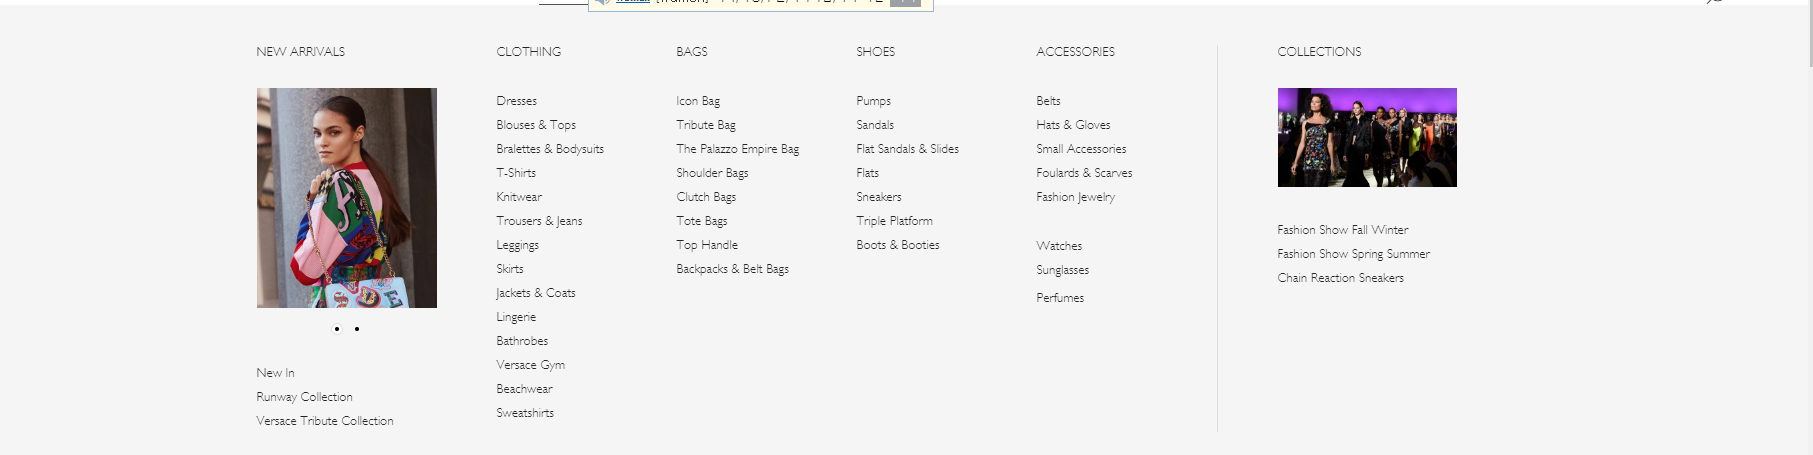 NEW ARRIVALS
New In
Runway Collection
Versace Tribute Collection
CLOTHING
Dresses
Blouses & Tops
Bralettes & Bodysuits
T-Shirts
Knitwear
Trousers & Jeans
Leggings
Skirts
Jackets & Coats
Lingerie
Bathrobes
Versace Gym
Beachwear
Sweatshirts
BAGS
Icon Bag
Tribute Bag
The Palazzo Empire Bag
Shoulder Bags
Clutch Bags
Tote Bags
Top Handle
Backpacks & Belt Bags
SHOES
Pumps
Sandals
Flat Sandals & Slides
Flats
Sneakers
Triple Platform
Boots & Booties
ACCESSORIES
Belts
Hats & Gloves
Small Accessories
Foulards & Scarves
Fashion Jewelry
Watches
Sunglasses
Perfumes
COLLECTIONS
Fashion Show Fall Winter
Fashion Show Spring Summer
Chain Reaction Sneakers